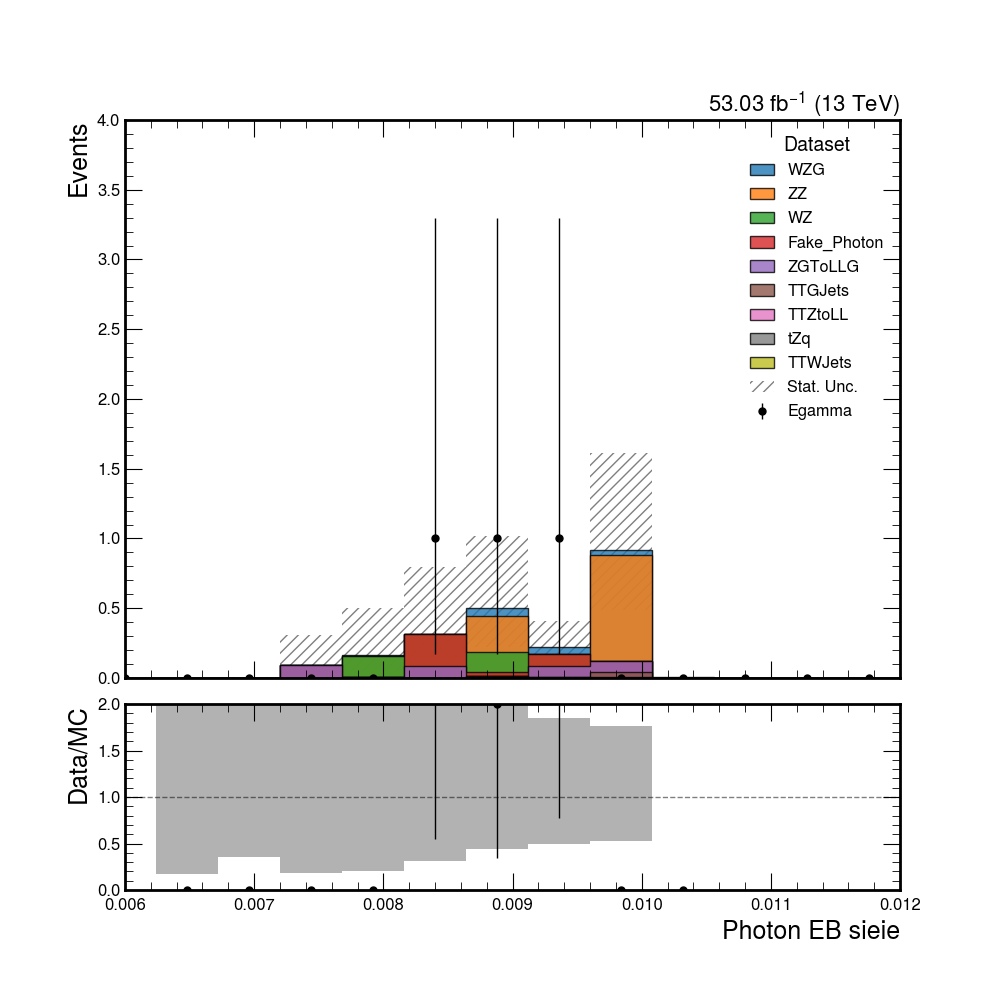 53.03 fb⁻¹ (13 TeV)
Events
4.0
3.5
3.0
2.5
2.0
1.5
1.0
0.5
0.0
Dataset
WZG
ZZ
WZ
Fake_Photon
ZGToLLG
TTGJets
TTZtoLL
tZq
TTWJets
Stat. Unc.
Egamma
Data/MC
2.0
1.5
1.0
0.5
0.0
0.006 0.007 0.008 0.009 0.010 0.011 0.012
Photon EB sieie